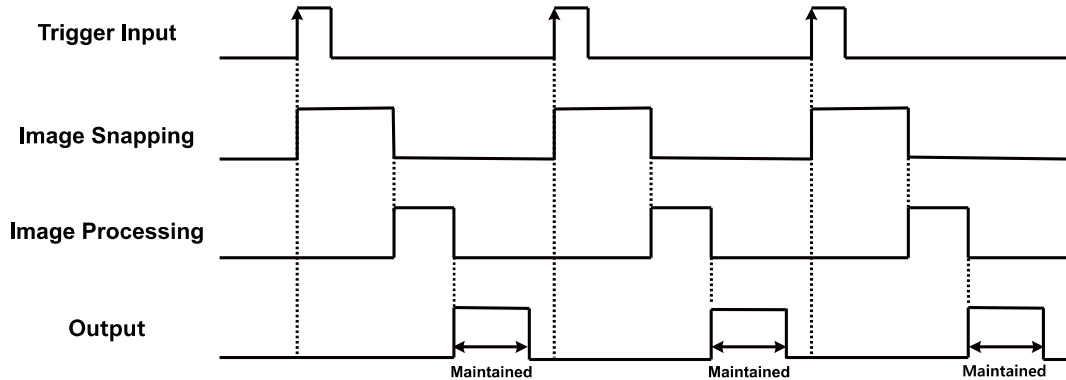 Trigger Input
Image Snapping
Image Processing
Output
Maintained
Maintained
Maintained